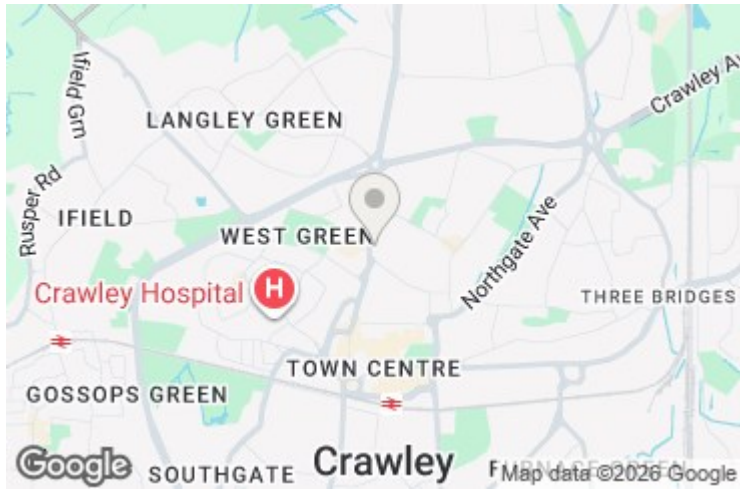 Ifield Grn
Crawley Av
LANGLEY GREEN
Rusper Rd
IFIELD
WEST GREEN
Northgate Ave
Crawley Hospital
H
THREE BRIDGES
TOWN CENTRE
GOSSOPS GREEN
Google
SOUTHGATE
Crawley
Map data ©2026 Google